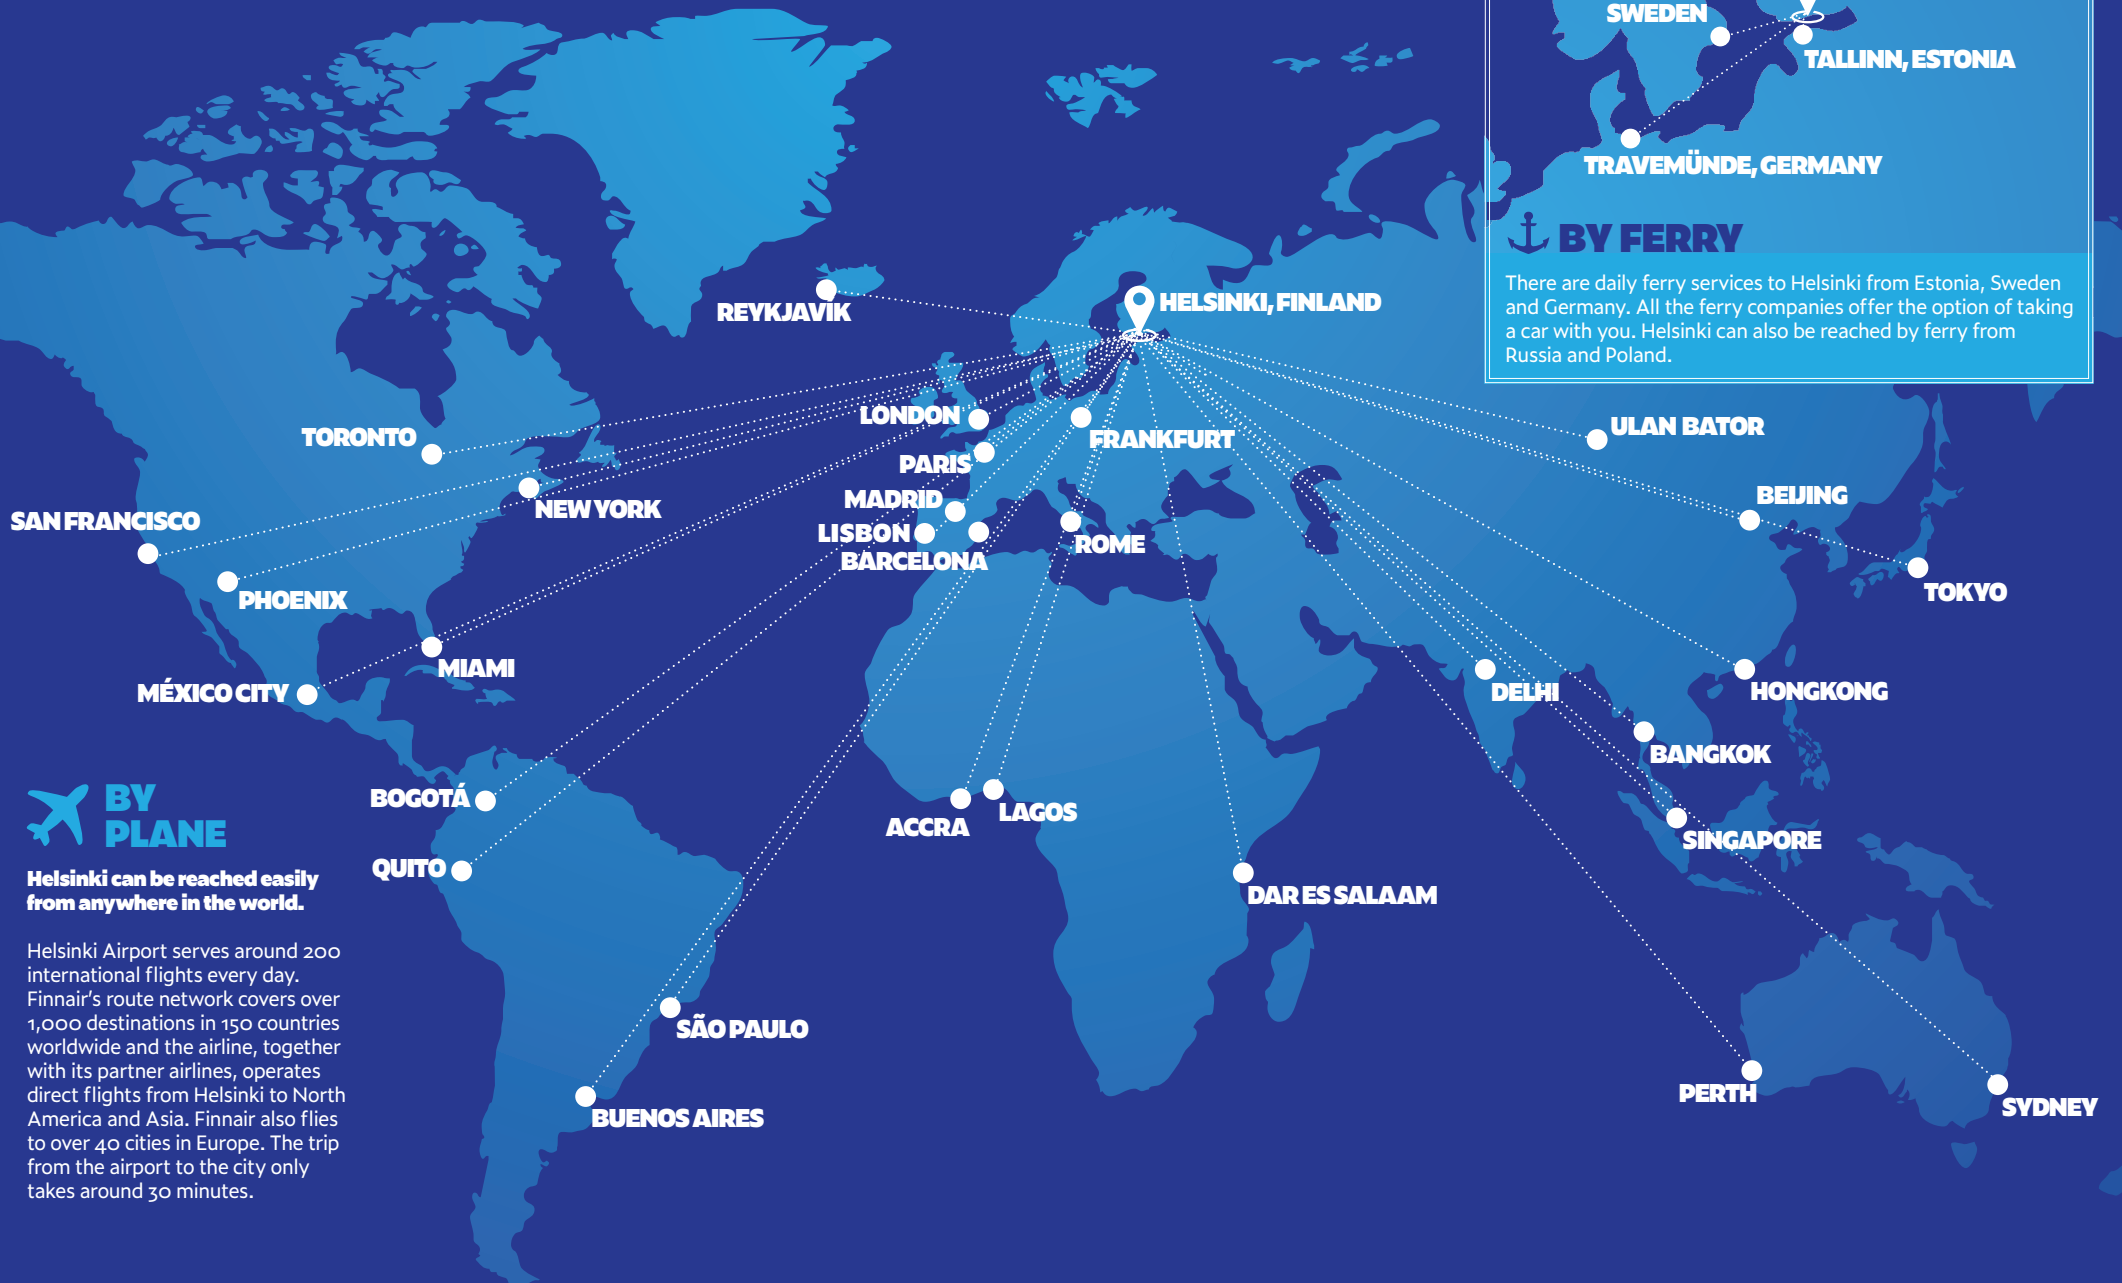 SWEDEN
TALLINN, ESTONIA
TRAVEMÜNDE, GERMANY
BY FERRY
There are daily ferry services to Helsinki from Estonia, Sweden
and Germany. All the ferry companies offer the option of taking
a car with you. Helsinki can also be reached by ferry from
Russia and Poland.
REYKJAVÍK
HELSINKI, FINLAND
LONDON
TORONTO
FRANKFURT
ULAN BATOR
PARIS
MADRID
BEIJING
NEW YORK
SAN FRANCISCO
LISBON
ROME
BARCELONA
TOKYO
PHOENIX
MIAMI
MÉXICO CITY
DELHI
HONGKONG
BANGKOK
BOGOTÁ
LAGOS
ACCRA
SINGAPORE
QUITO
DAR ES SALAAM
SÃO PAULO
PERTH
SYDNEY
BUENOS AIRES
BY
PLANE
Helsinki can be reached easily
from anywhere in the world.
Helsinki Airport serves around 200
international flights every day.
Finnair's route network covers over
1,000 destinations in 150 countries
worldwide and the airline, together
with its partner airlines, operates
direct flights from Helsinki to North
America and Asia. Finnair also flies
to over 40 cities in Europe. The trip
from the airport to the city only
takes around 30 minutes.